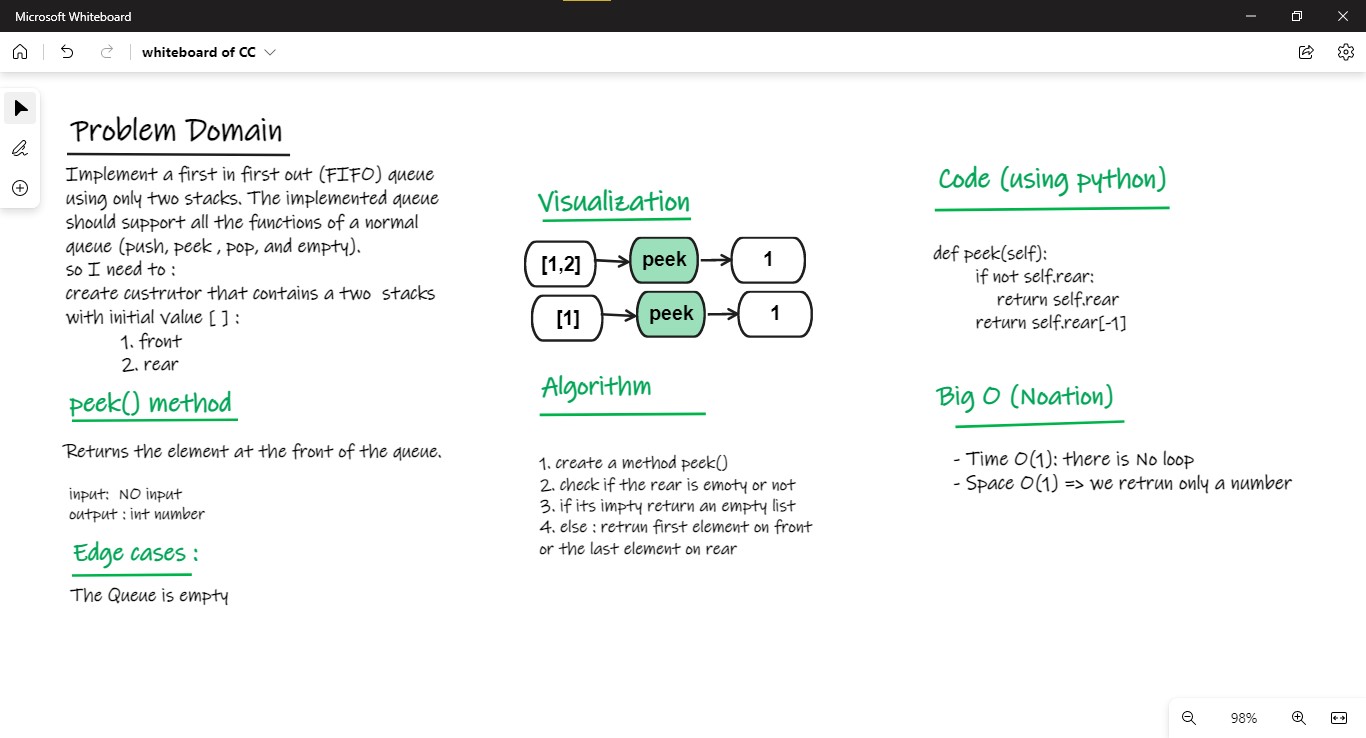 Microsoft Whiteboard
whiteboard of CC
Problem Domain
Implement a first in first out (FIFO) queue
using only two stacks. The implemented queue
should support all the functions of a normal
queue (push, peek , pop, and empty).
so I need to :
create custrutor that contains a two stacks
with initial value [ ] :
1. front
2. rear
peek() method
Returns the element at the front of the queue.
input: NO input
output : int number
Edge cases :
The Queue is empty
Visualization
[1,2] peek 1
[1] peek 1
Algorithm
1. create a method peek()
2. check if the rear is emoty or not
3. if its impty return an empty list
4. else : retrun first element on front
or the last element on rear
Code (using python)
def peek(self):
if not self.rear:
return self.rear
return self.rear[-1]
Big O (Noation)
- Time O(1): there is No loop
- Space O(1) => we retrun only a number
98%